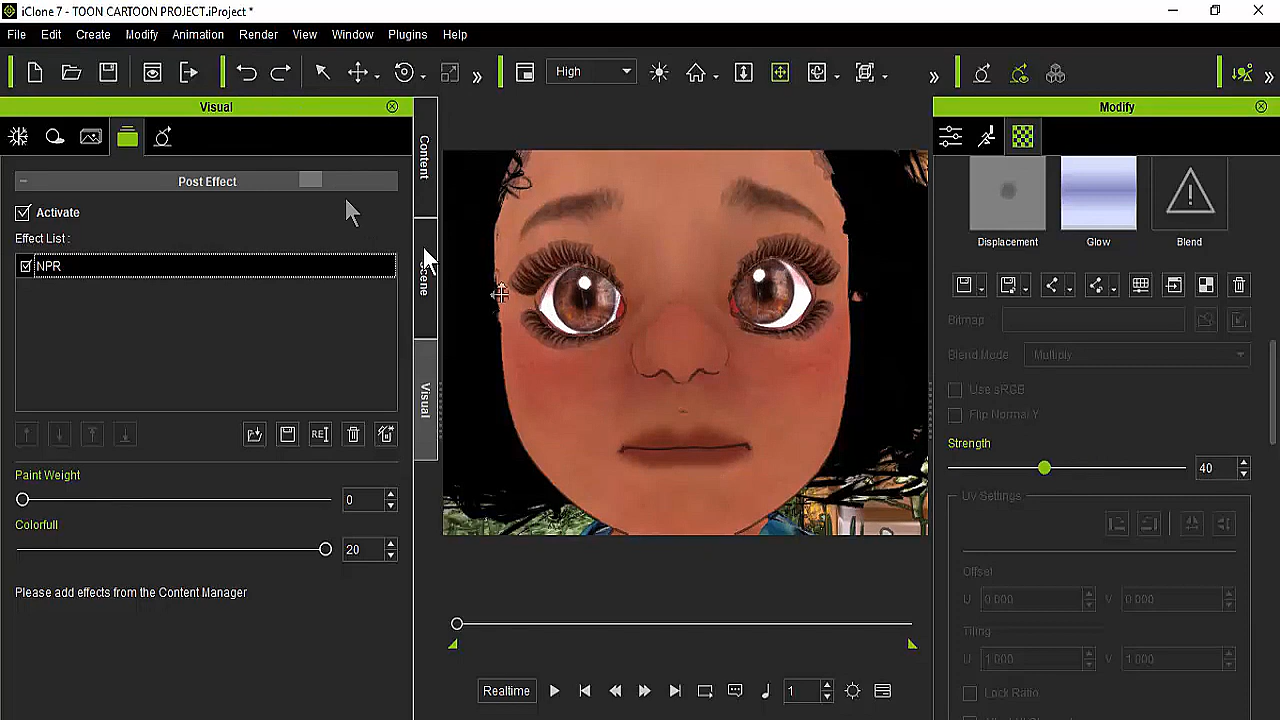 iClone 7 - TOON CARTOON PROJECT.iProject *
File Edit Create Modify Animation Render View Window Plugins Help
High
Visual
Modify
Content
Scene
Visual
Post Effect
Activate
Effect List :
NPR
Paint Weight
0
Colorfull
20
Please add effects from the Content Manager
Realtime
1
Displacement Glow Blend
Bitmap:
Blend Mode Multiply
Use sRGB
Flip Normal Y
Strength
40
UV Settings
Offset
U 0.000 V 0.000
Tiling
U 1.000 V 1.000
Lock Ratio